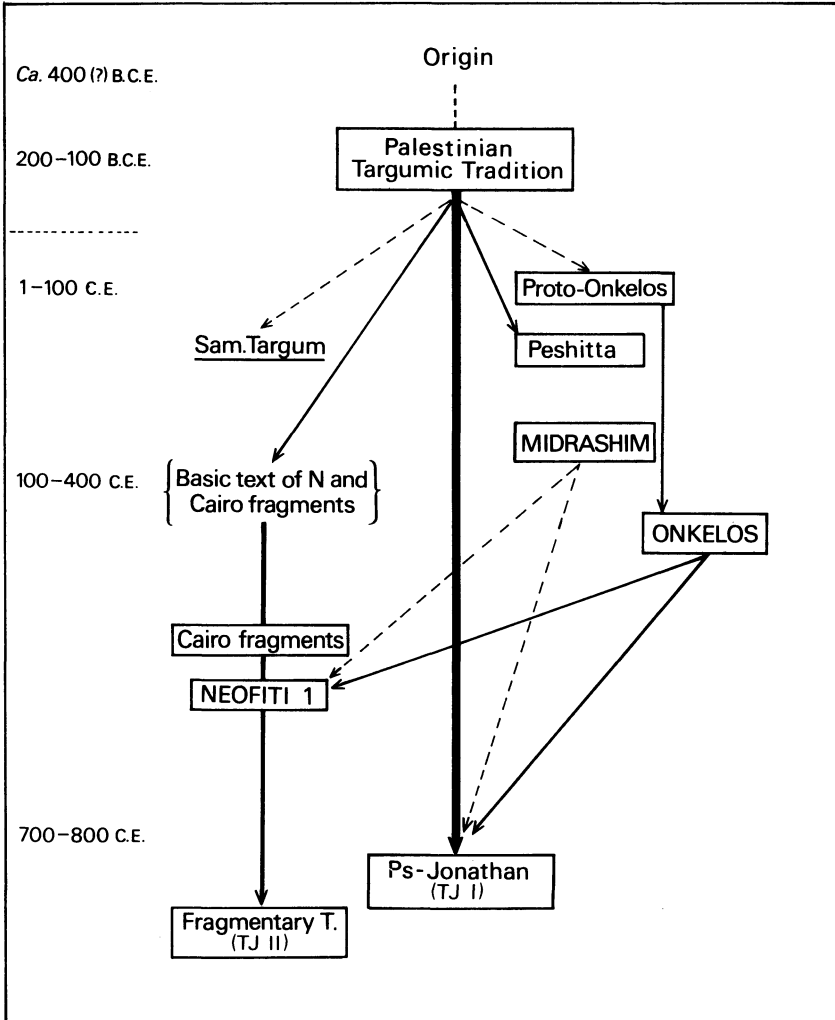 Origin
Ca. 400 (?) B.C.E.
Palestinian
Targumic Tradition
200–100 B.C.E.
1–100 C.E.
Proto-Onkelos
Sam. Targum
Peshitta
MIDRASHIM
100–400 C.E.
Basic text of N and
Cairo fragments
ONKELOS
Cairo fragments
NEOFITI 1
700–800 C.E.
Ps-Jonathan
(TJ I)
Fragmentary T.
(TJ II)